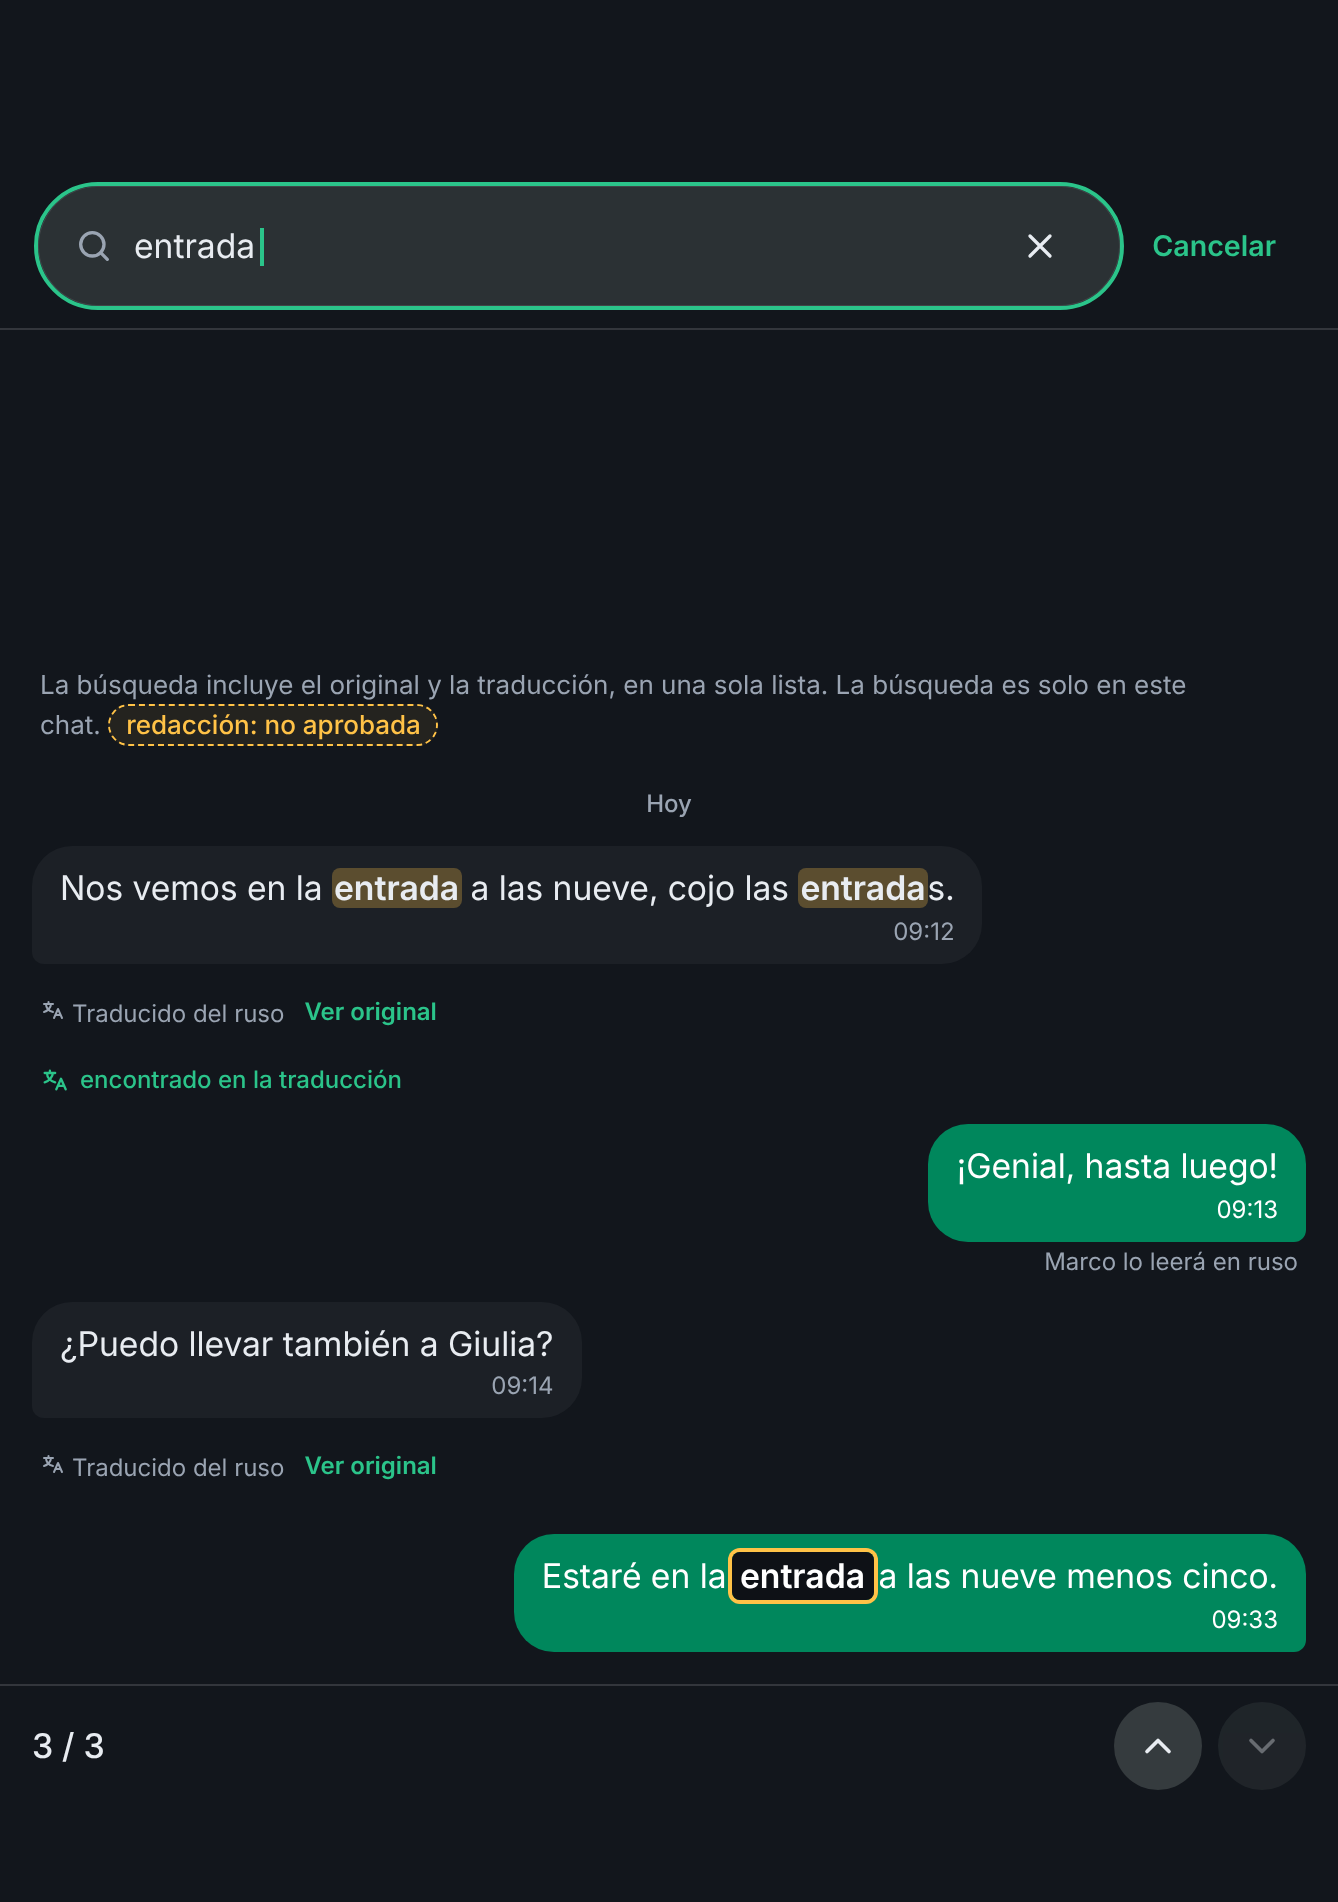 entrada
Cancelar
La búsqueda incluye el original y la traducción, en una sola lista. La búsqueda es solo en este
chat. redacción: no aprobada
Hoy
Nos vemos en la entrada a las nueve, cojo las entradas.
09:12
Traducido del ruso Ver original
encontrado en la traducción
¡Genial, hasta luego!
09:13
Marco lo leerá en ruso
¿Puedo llevar también a Giulia?
09:14
Traducido del ruso Ver original
Estaré en la entrada a las nueve menos cinco.
09:33
3 / 3